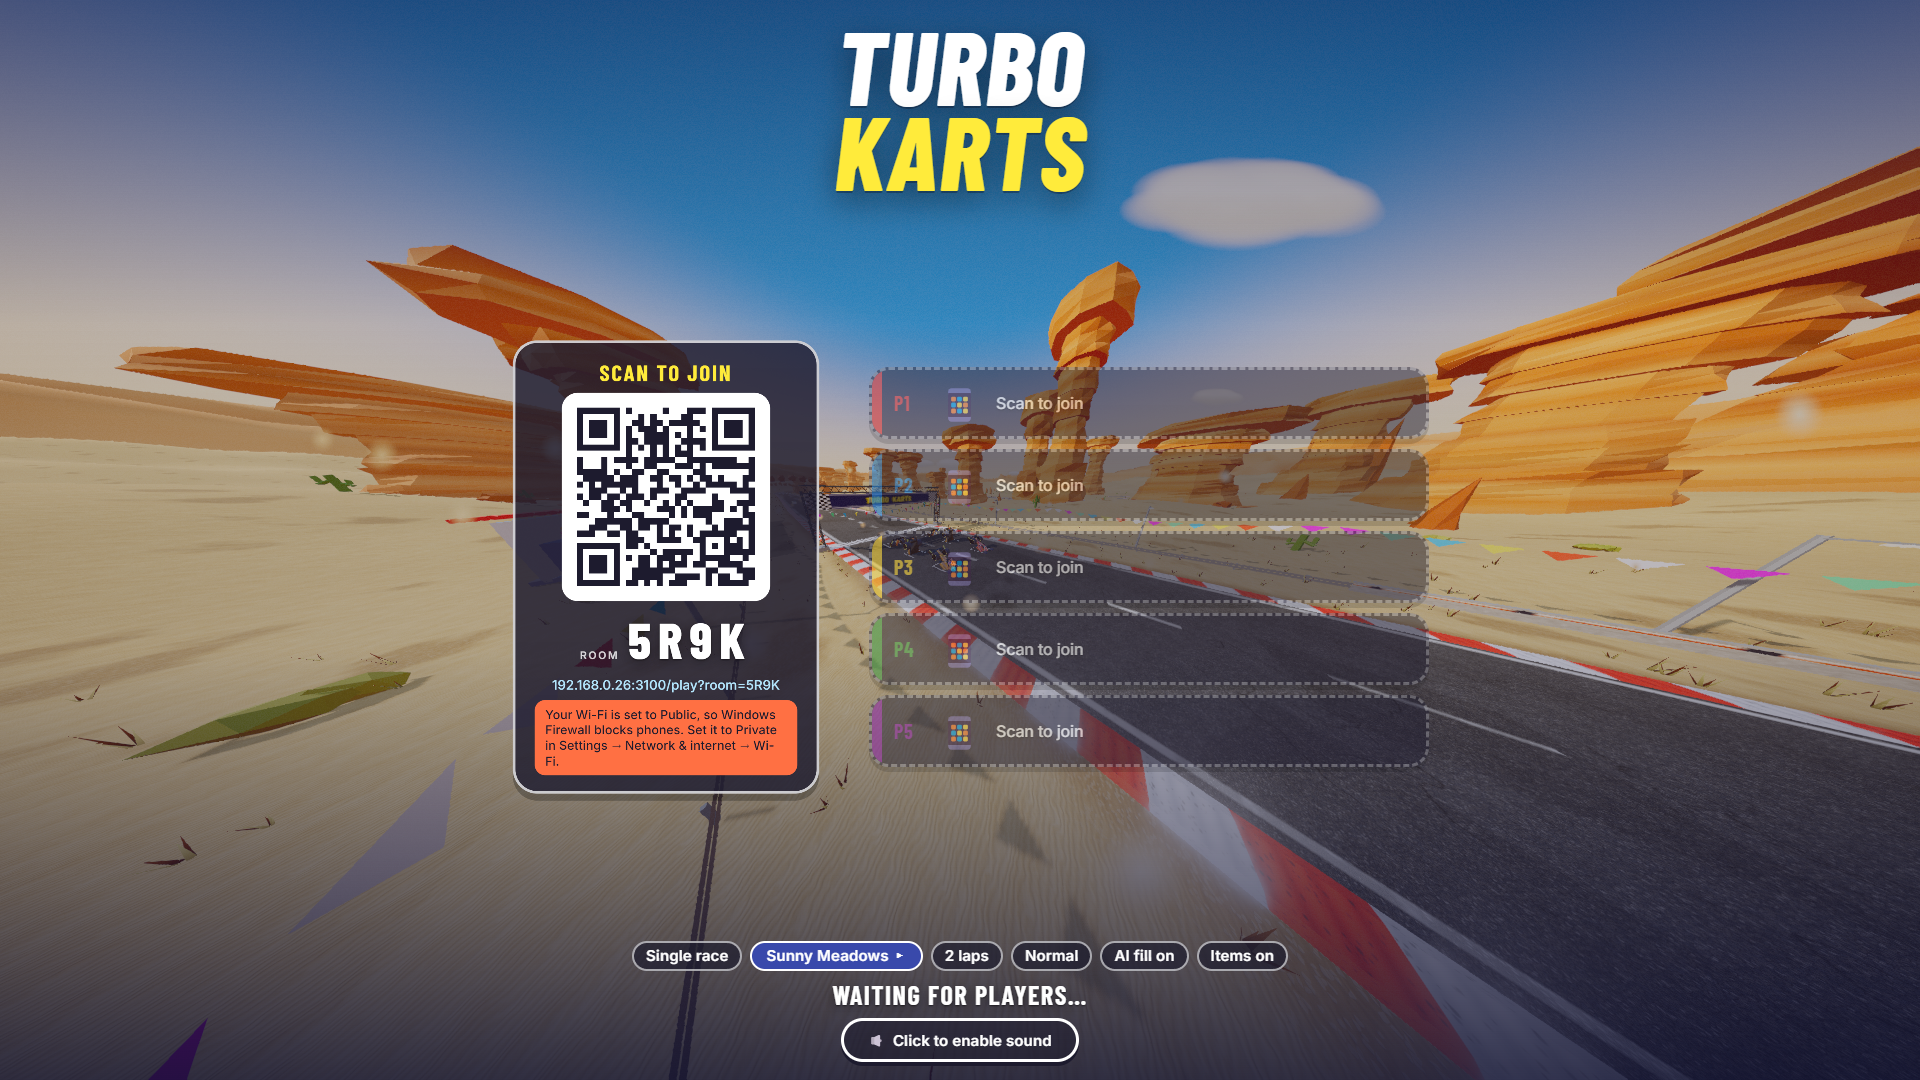 TURBO
KARTS
SCAN TO JOIN
ROOM 5R9K
192.168.0.26:3100/play?room=5R9K
Your Wi-Fi is set to Public, so Windows
Firewall blocks phones. Set it to Private
in Settings → Network & internet → Wi-
Fi.
P1 Scan to join
P2 Scan to join
P3 Scan to join
P4 Scan to join
P5 Scan to join
TURBO KARTS
Single race
Sunny Meadows ▸
2 laps
Normal
AI fill on
Items on
WAITING FOR PLAYERS...
Click to enable sound